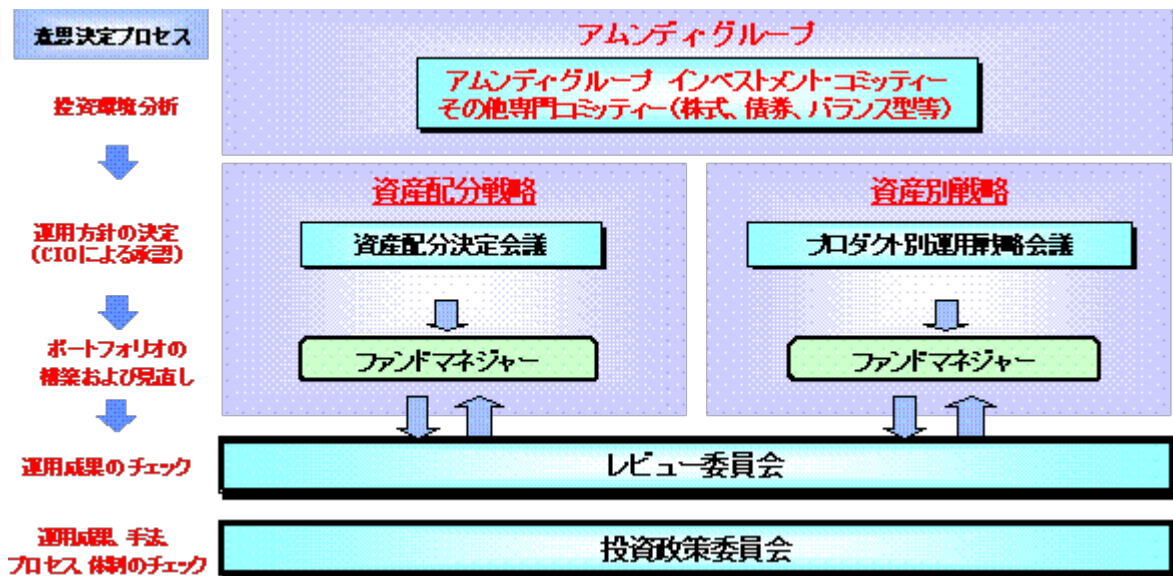 意思決定プロセス
アムンディ・グループ
アムンディ・グループ インベストメント・コミッティー
その他専門コミッティー（株式、債券、バランス型等）
投資環境分析
資産配分戦略
資産別戦略
運用方針の決定
（CIOによる承認）
資産配分決定会議
プロダクト別運用戦略会議
ポートフォリオの
構築および見直し
ファンドマネジャー
ファンドマネジャー
運用成果のチェック
レビュー委員会
運用成果、手法、
プロセス、体制のチェック
投資政策委員会